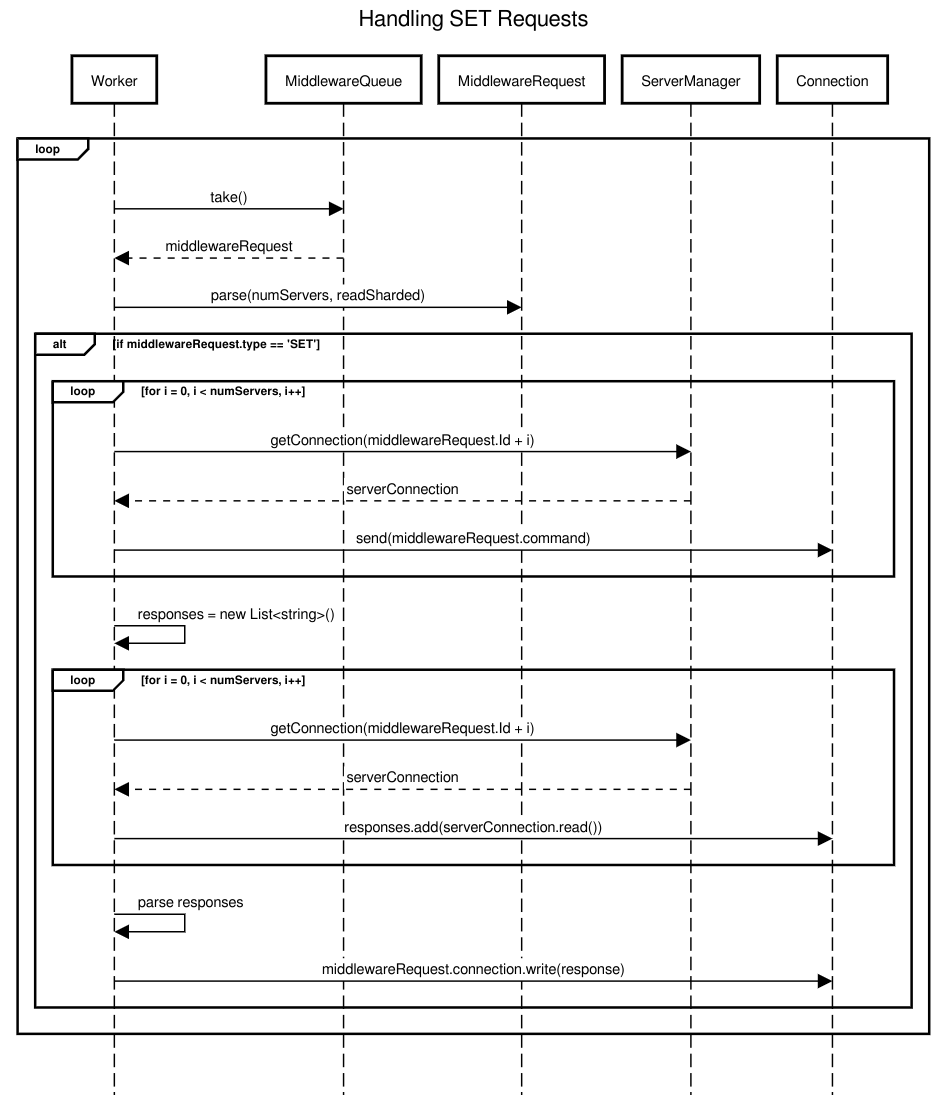 Handling SET Requests
Worker
MiddlewareQueue
MiddlewareRequest
ServerManager
Connection
loop
take()
middlewareRequest
parse(numServers, readSharded)
alt
[if middlewareRequest.type == 'SET']
loop
[for i = 0, i < numServers, i++]
getConnection(middlewareRequest.Id + i)
serverConnection
send(middlewareRequest.command)
responses = new List<string>()
loop
[for i = 0, i < numServers, i++]
getConnection(middlewareRequest.Id + i)
serverConnection
responses.add(serverConnection.read())
parse responses
middlewareRequest.connection.write(response)